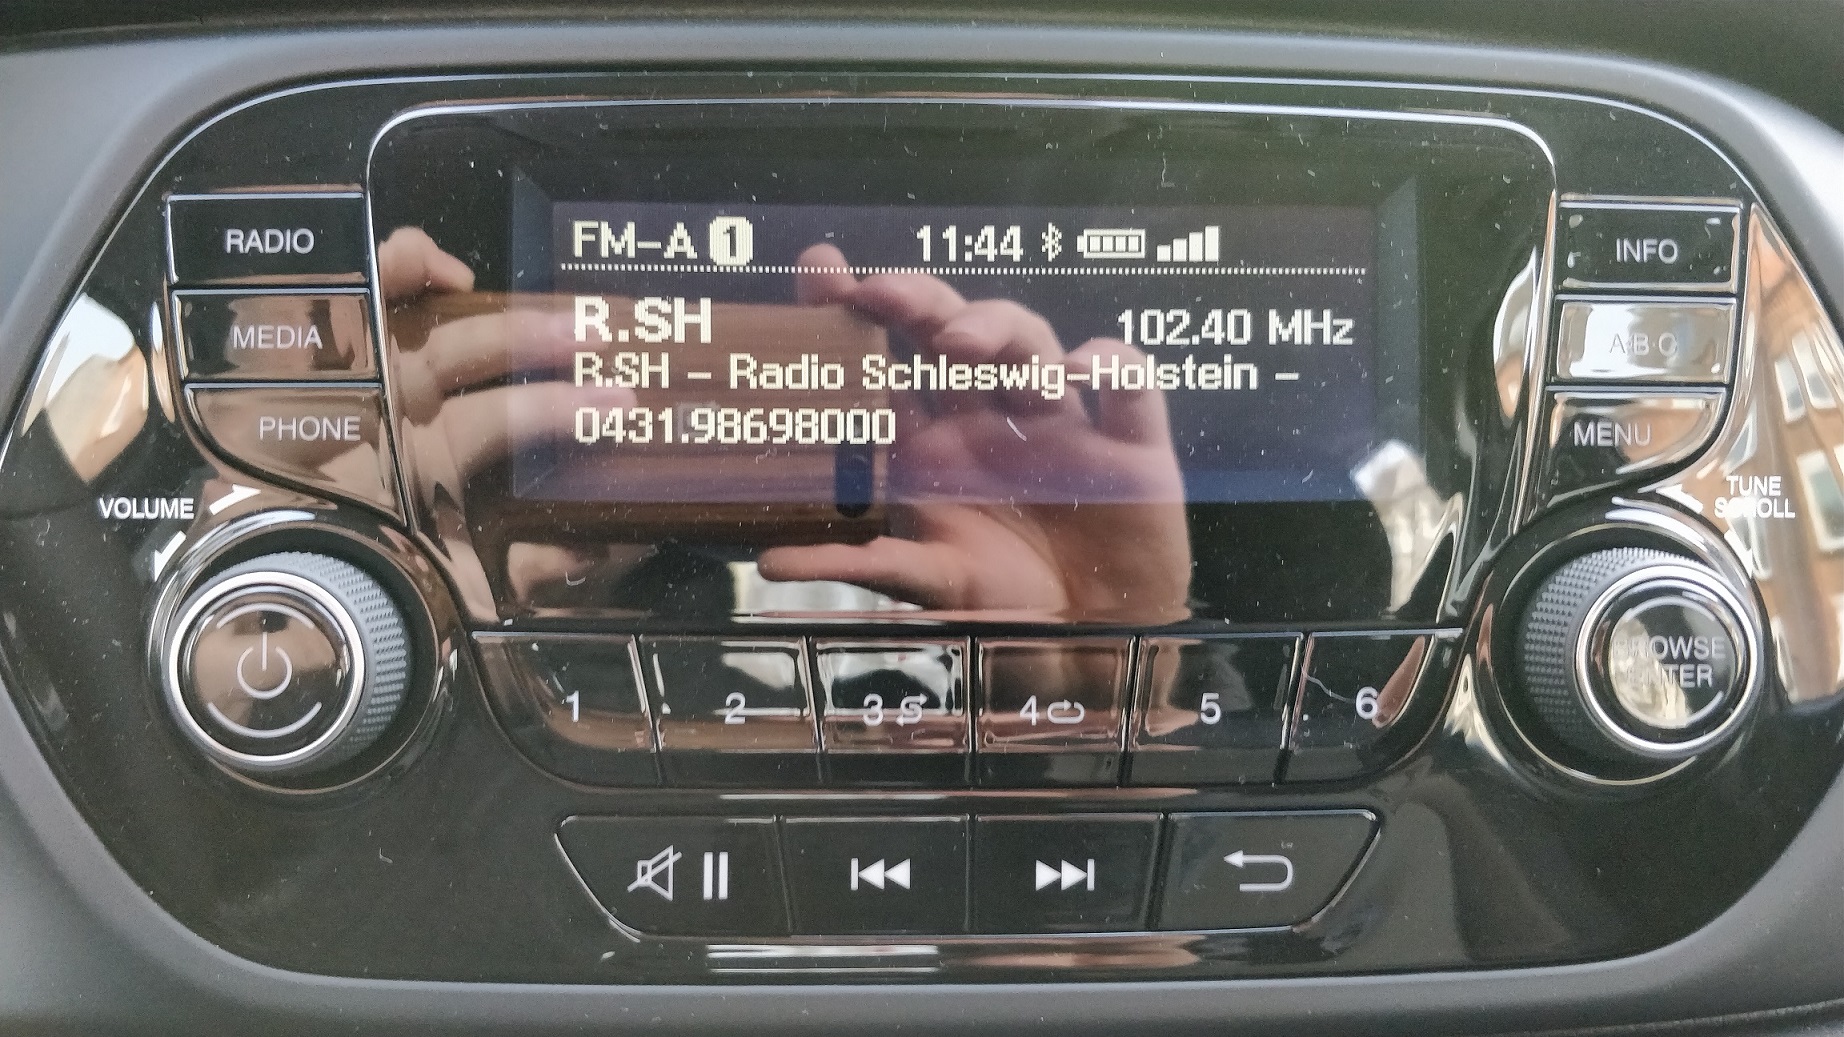 FM-A 1 11:44
R.SH 102.40 MHz
R.SH - Radio Schleswig-Holstein -
0431.98698000
RADIO
MEDIA
PHONE
VOLUME
INFO
A·B·C
MENU
TUNE
SCROLL
BROWSE
ENTER
1 2 3 4 5 6